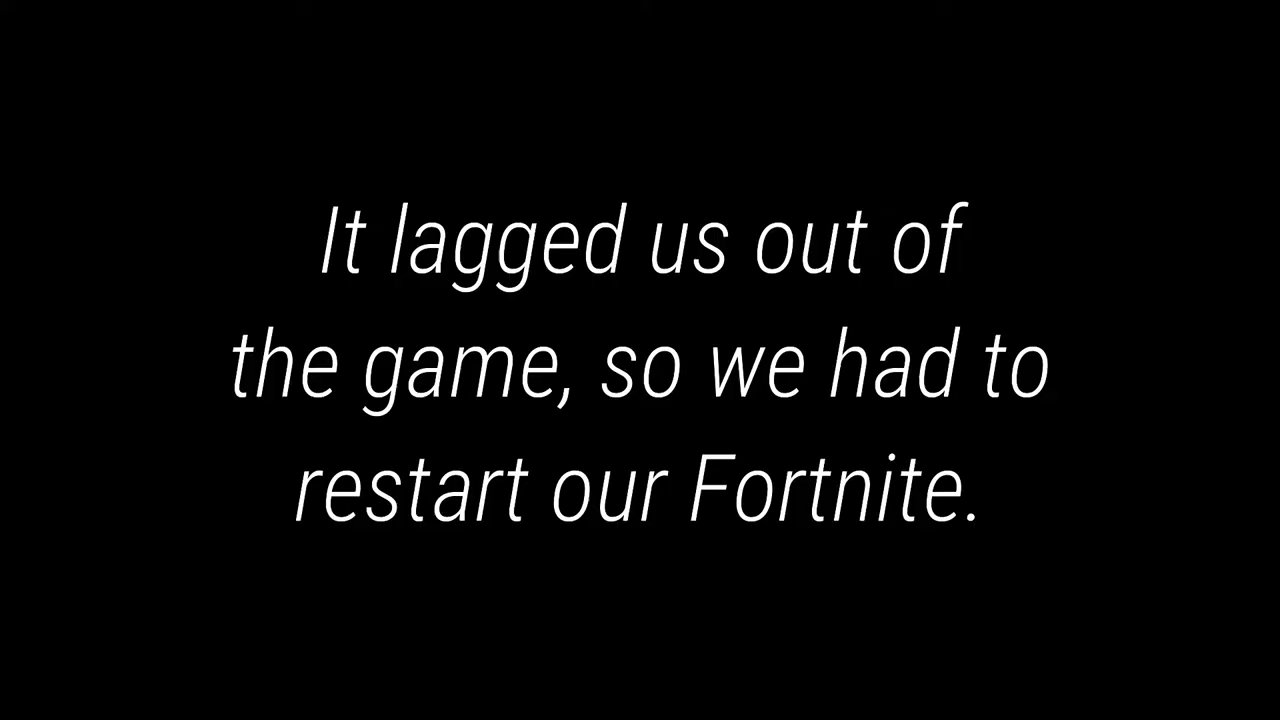 It lagged us out of
the game, so we had to
restart our Fortnite.